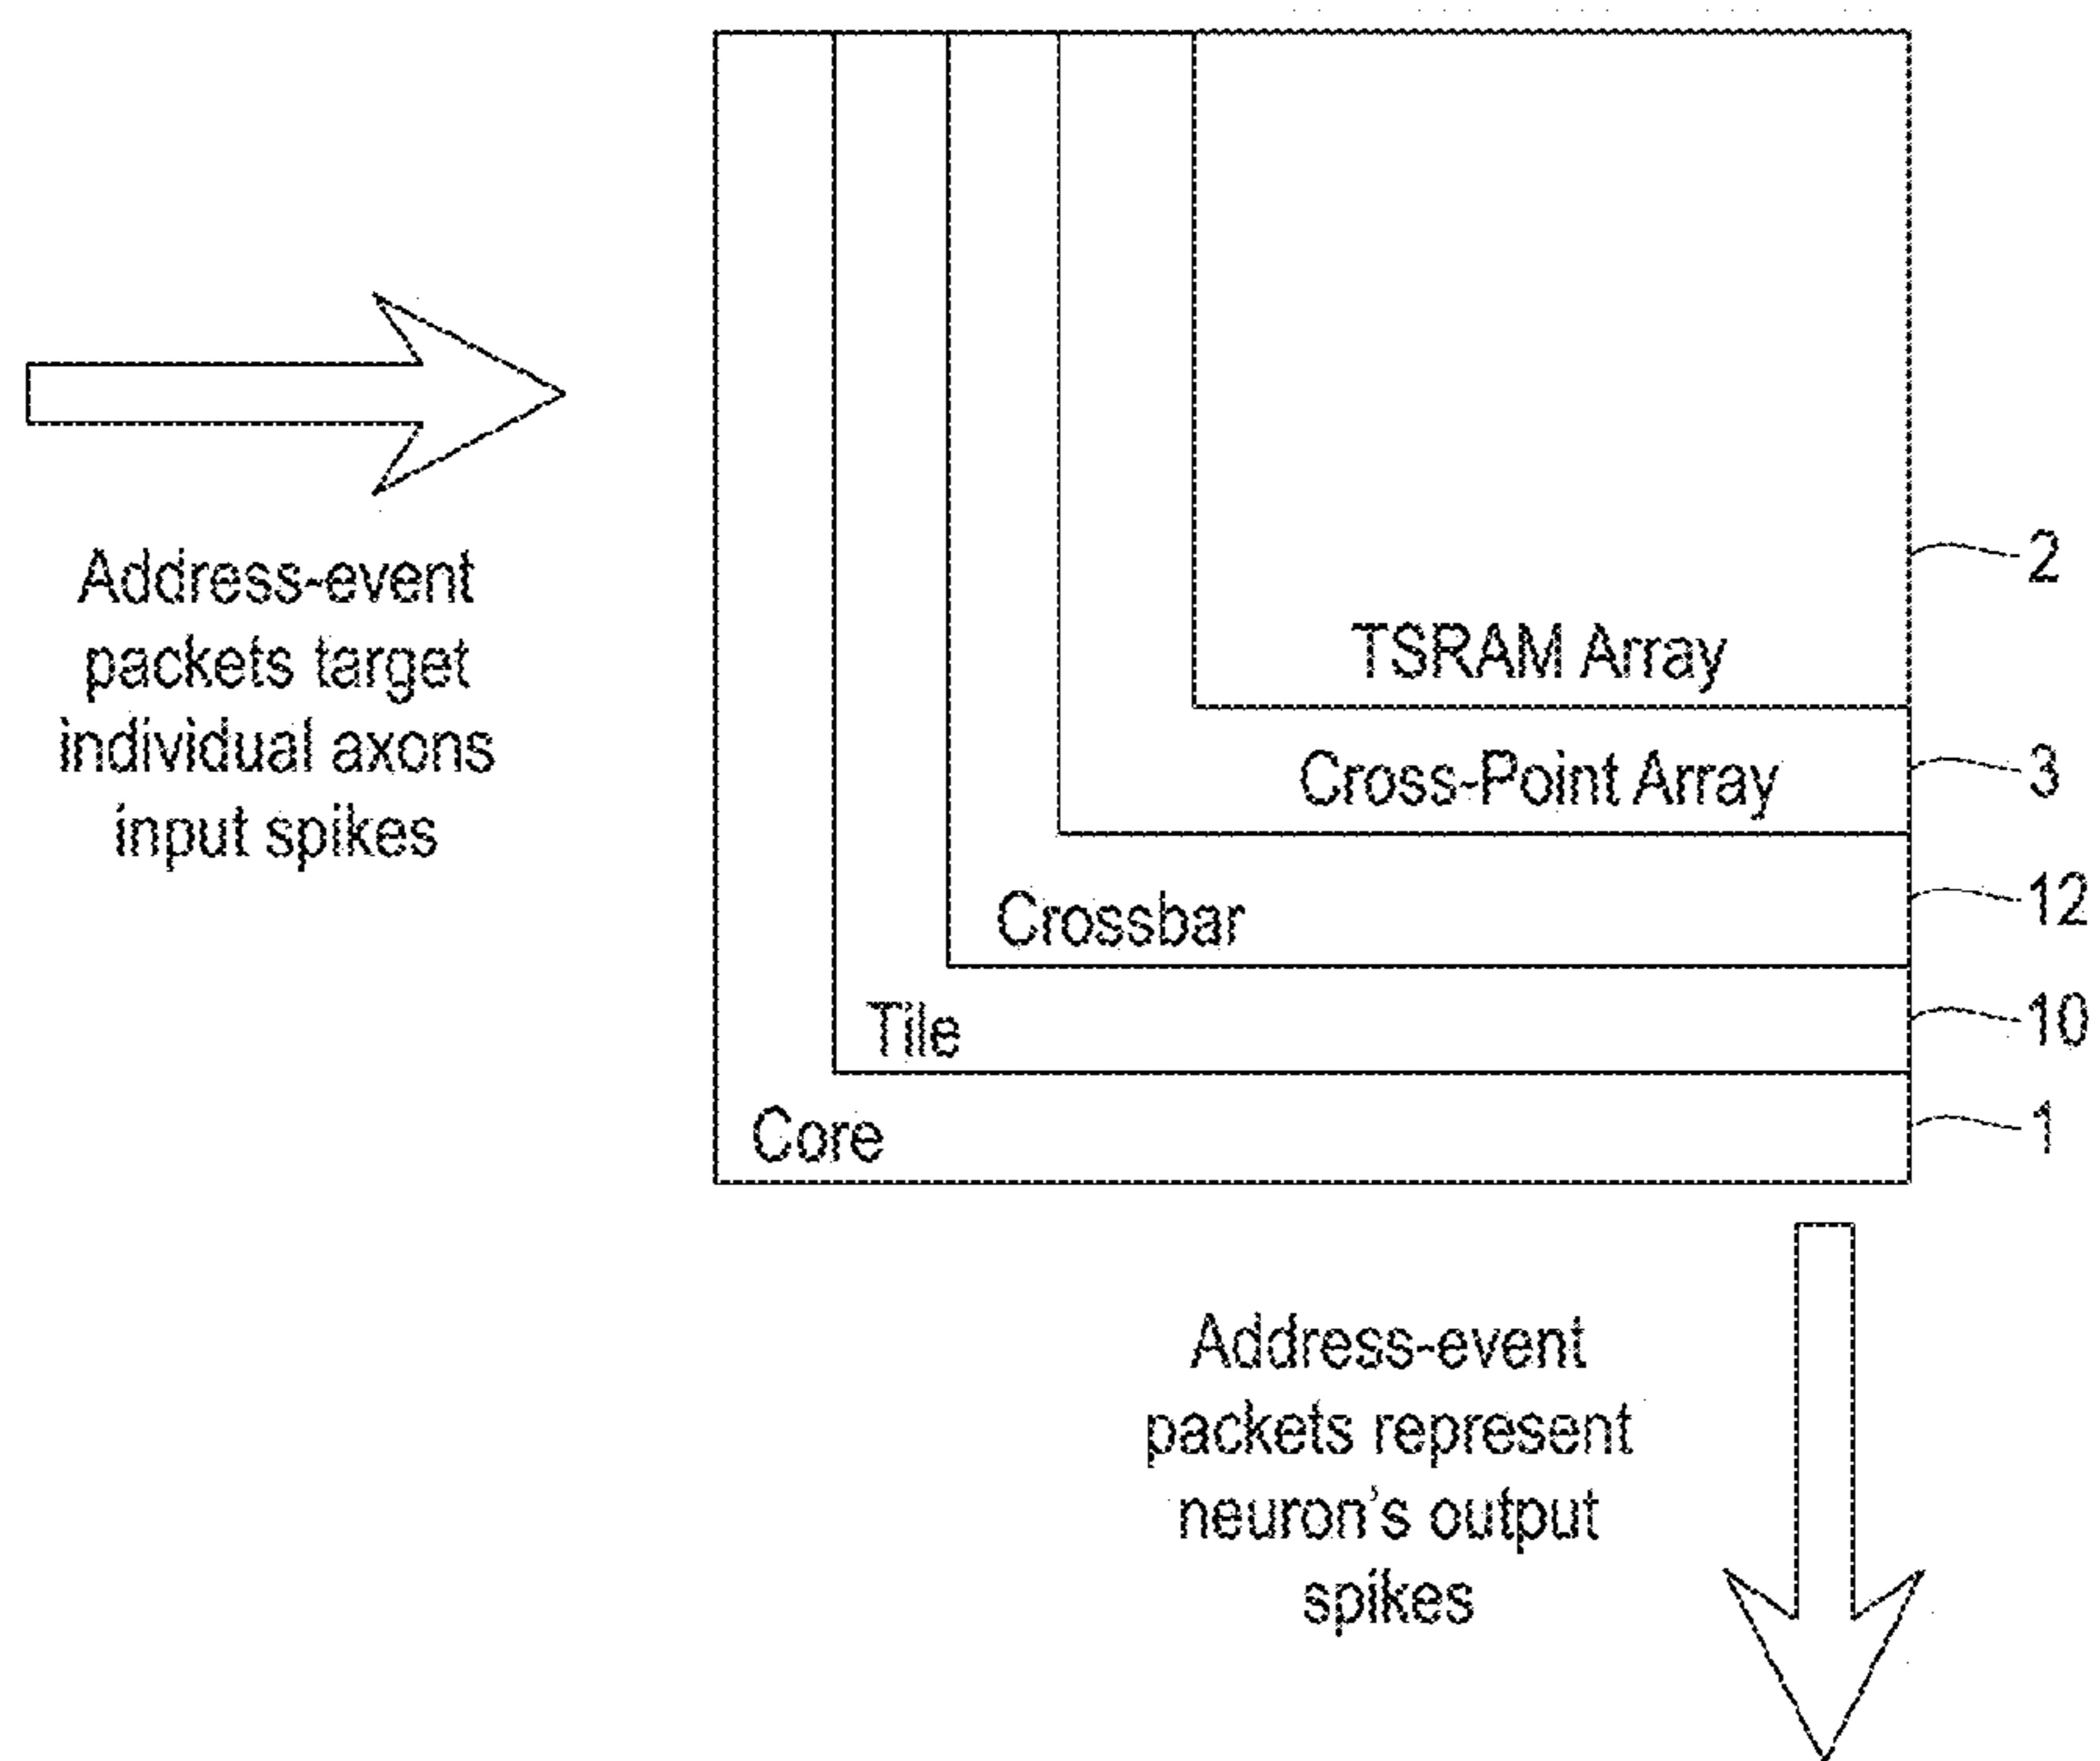 Address-event
packets target
individual axons
input spikes
TSRAM Array
2
Cross-Point Array
3
Crossbar
12
Tile
10
Core
1
Address-event
packets represent
neuron's output
spikes